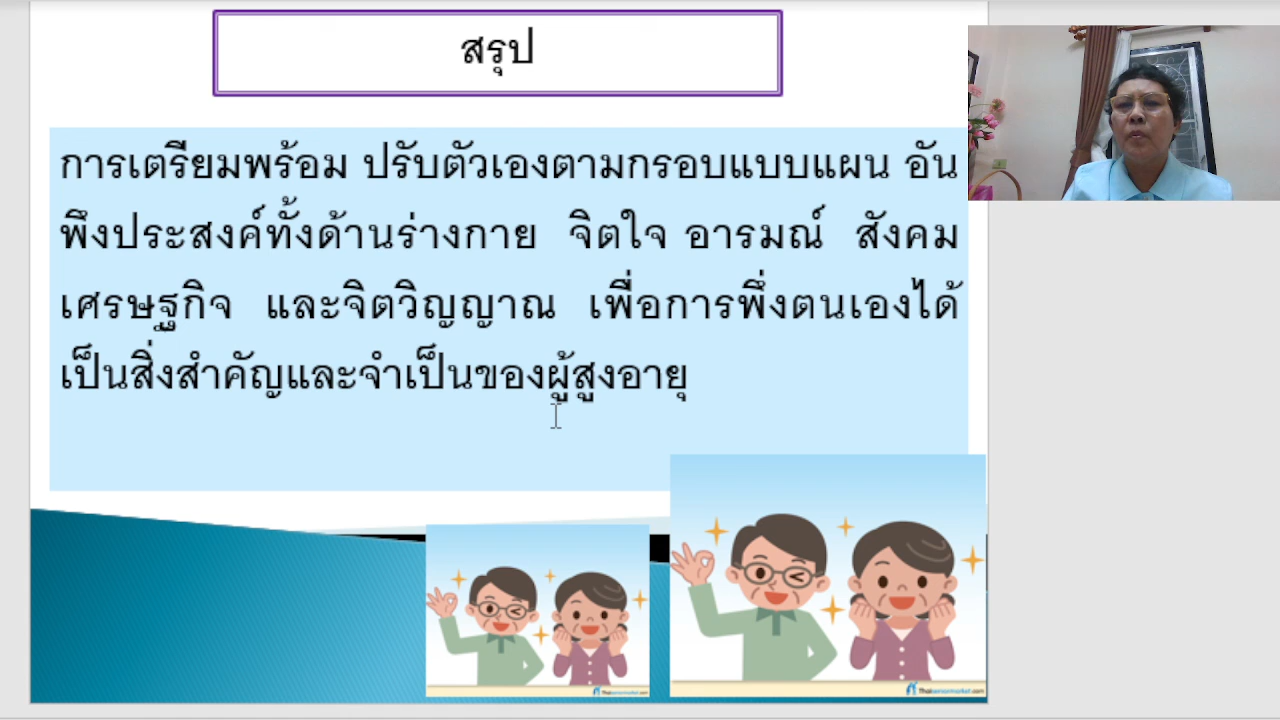 สรุป
การเตรียมพร้อม ปรับตัวเองตามกรอบแบบแผน อัน
พึงประสงค์ทั้งด้านร่างกาย จิตใจ อารมณ์ สังคม
เศรษฐกิจ และจิตวิญญาณ เพื่อการพึ่งตนเองได้
เป็นสิ่งสำคัญและจำเป็นของผู้สูงอายุ
Thaiseniormarket.com
Thaiseniormarket.com